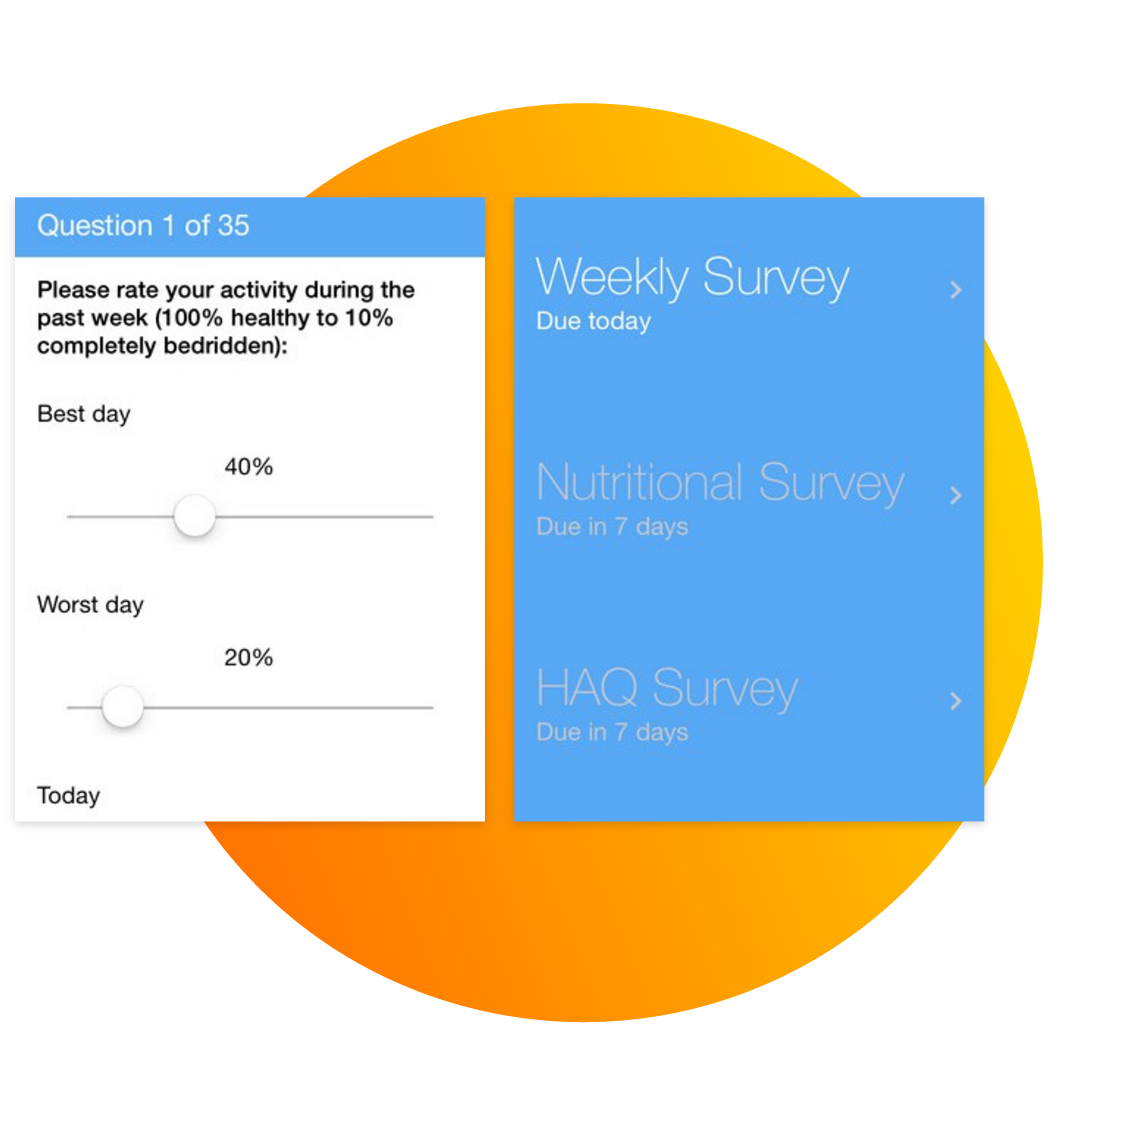 Question 1 of 35
Please rate your activity during the
past week (100% healthy to 10%
completely bedridden):
Best day
40%
Worst day
20%
Today
Weekly Survey
Due today
Nutritional Survey
Due in 7 days
HAQ Survey
Due in 7 days